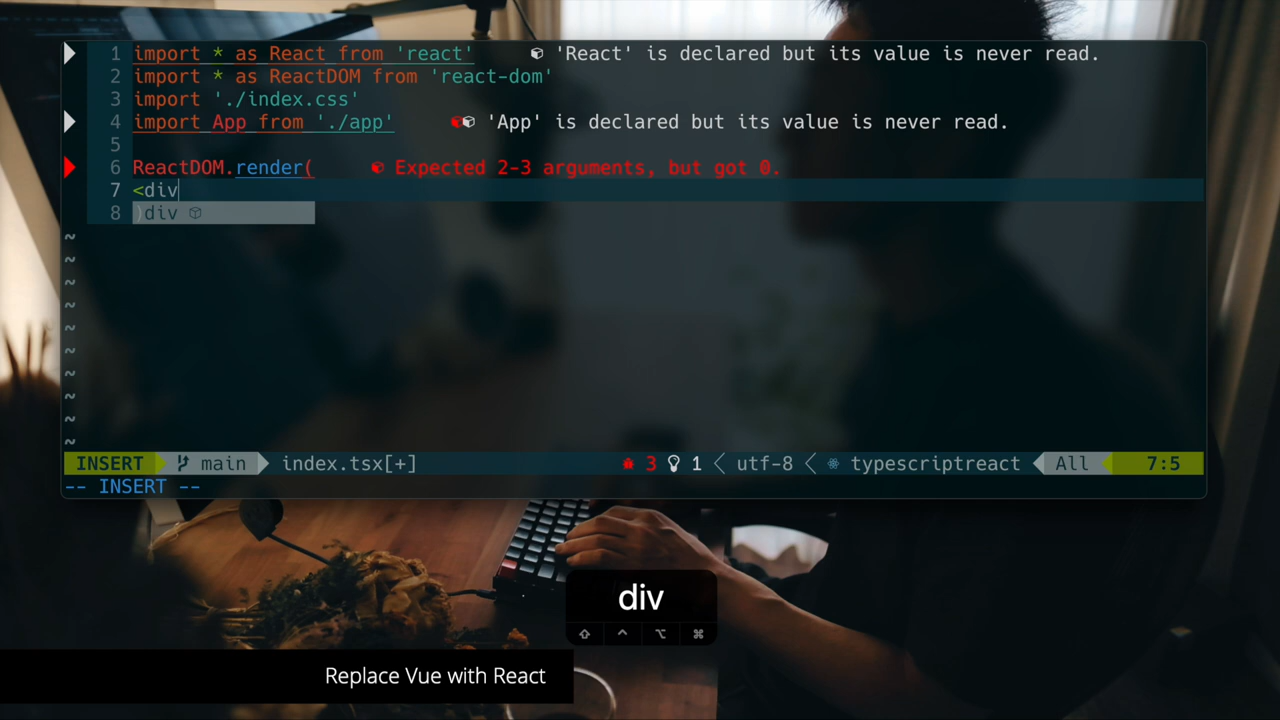 1 import * as React from 'react' 'React' is declared but its value is never read.
2 import * as ReactDOM from 'react-dom'
3 import './index.css'
4 import App from './app' 'App' is declared but its value is never read.
5
6 ReactDOM.render( Expected 2-3 arguments, but got 0.
7 <div
8 )div
~
~
~
~
~
~
~
~
~
~
INSERT main index.tsx[+] 3 1 utf-8 typescriptreact All 7:5
-- INSERT --
div
⇧ ^ ⌥ ⌘
Replace Vue with React